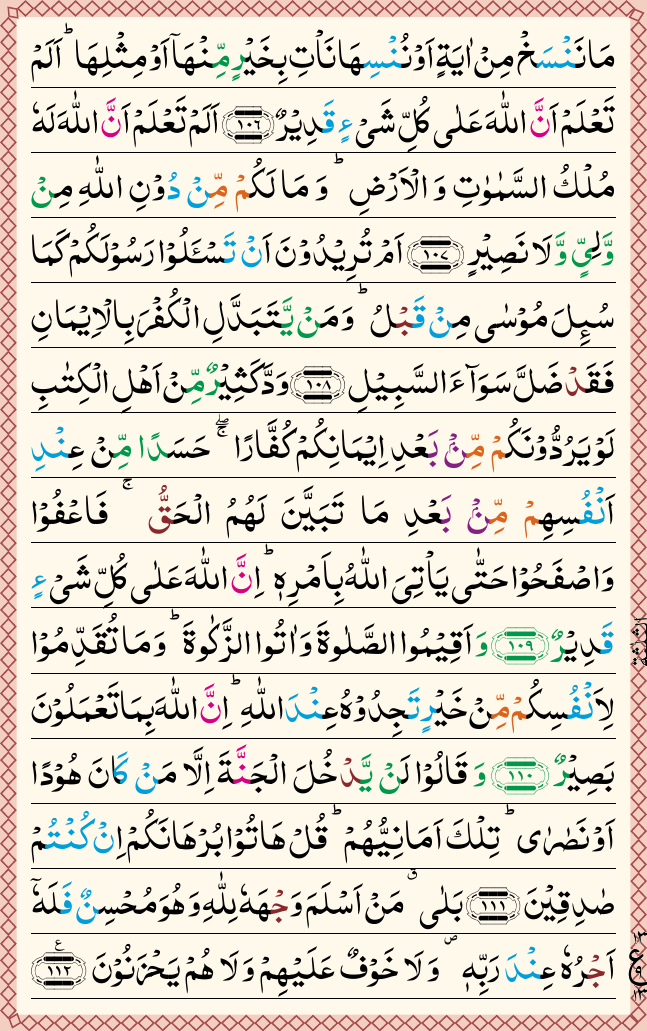 مَا نَنْسَخْ مِنْ اٰیَةٍ اَوْ نُنْسِهَا نَاْتِ بِخَیْرٍ مِّنْهَاۤ اَوْ مِثْلِهَا ؕ اَلَمْ
تَعْلَمْ اَنَّ اللّٰهَ عَلٰی كُلِّ شَیْءٍ قَدِیْرٌ ۝۱۰۶ اَلَمْ تَعْلَمْ اَنَّ اللّٰهَ لَهٗ
مُلْكُ السَّمٰوٰتِ وَ الْاَرْضِ ؕ وَ مَا لَكُمْ مِّنْ دُوْنِ اللّٰهِ مِنْ
وَّلِیٍّ وَّ لَا نَصِیْرٍ ۝۱۰۷ اَمْ تُرِیْدُوْنَ اَنْ تَسْـَٔلُوْا رَسُوْلَكُمْ كَمَا
سُىِٕلَ مُوْسٰی مِنْ قَبْلُ ؕ وَ مَنْ یَّتَبَدَّلِ الْكُفْرَ بِالْاِیْمَانِ
فَقَدْ ضَلَّ سَوَآءَ السَّبِیْلِ ۝۱۰۸ وَدَّ كَثِیْرٌ مِّنْ اَهْلِ الْكِتٰبِ
لَوْ یَرُدُّوْنَكُمْ مِّنْۢ بَعْدِ اِیْمَانِكُمْ كُفَّارًا ۖۚ حَسَدًا مِّنْ عِنْدِ
اَنْفُسِهِمْ مِّنْۢ بَعْدِ مَا تَبَیَّنَ لَهُمُ الْحَقُّ ۚ فَاعْفُوْا
وَاصْفَحُوْا حَتّٰی یَاْتِیَ اللّٰهُ بِاَمْرِهٖ ؕ اِنَّ اللّٰهَ عَلٰی كُلِّ شَیْءٍ
قَدِیْرٌ ۝۱۰۹ وَ اَقِیْمُوا الصَّلٰوةَ وَ اٰتُوا الزَّكٰوةَ ؕ وَ مَا تُقَدِّمُوْا
لِاَنْفُسِكُمْ مِّنْ خَیْرٍ تَجِدُوْهُ عِنْدَ اللّٰهِ ؕ اِنَّ اللّٰهَ بِمَا تَعْمَلُوْنَ
بَصِیْرٌ ۝۱۱۰ وَ قَالُوْا لَنْ یَّدْخُلَ الْجَنَّةَ اِلَّا مَنْ كَانَ هُوْدًا
اَوْ نَصٰرٰی ؕ تِلْكَ اَمَانِیُّهُمْ ؕ قُلْ هَاتُوْا بُرْهَانَكُمْ اِنْ كُنْتُمْ
صٰدِقِیْنَ ۝۱۱۱ بَلٰی ۗ مَنْ اَسْلَمَ وَجْهَهٗ لِلّٰهِ وَ هُوَ مُحْسِنٌ فَلَهٗۤ
اَجْرُهٗ عِنْدَ رَبِّهٖ ۪ وَ لَا خَوْفٌ عَلَیْهِمْ وَ لَا هُمْ یَحْزَنُوْنَ ۝۱۱۲ ع